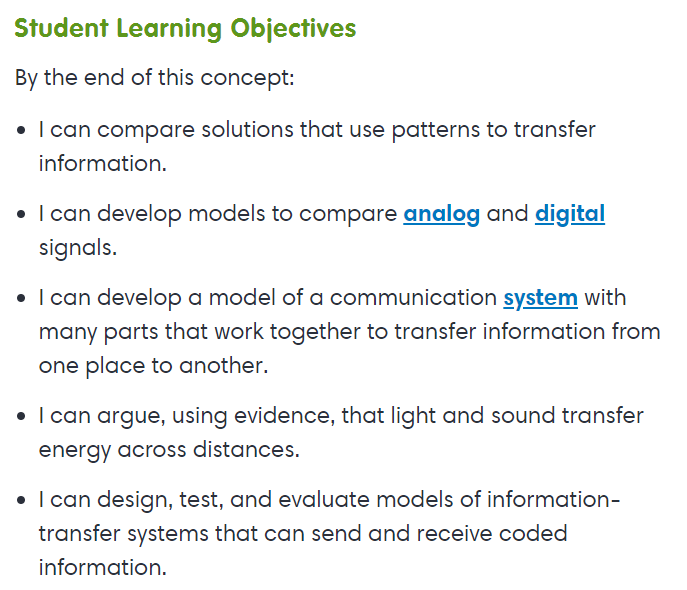 Student Learning Objectives
By the end of this concept:
• I can compare solutions that use patterns to transfer
information.
• I can develop models to compare analog and digital
signals.
• I can develop a model of a communication system with
many parts that work together to transfer information from
one place to another.
• I can argue, using evidence, that light and sound transfer
energy across distances.
• I can design, test, and evaluate models of information-
transfer systems that can send and receive coded
information.